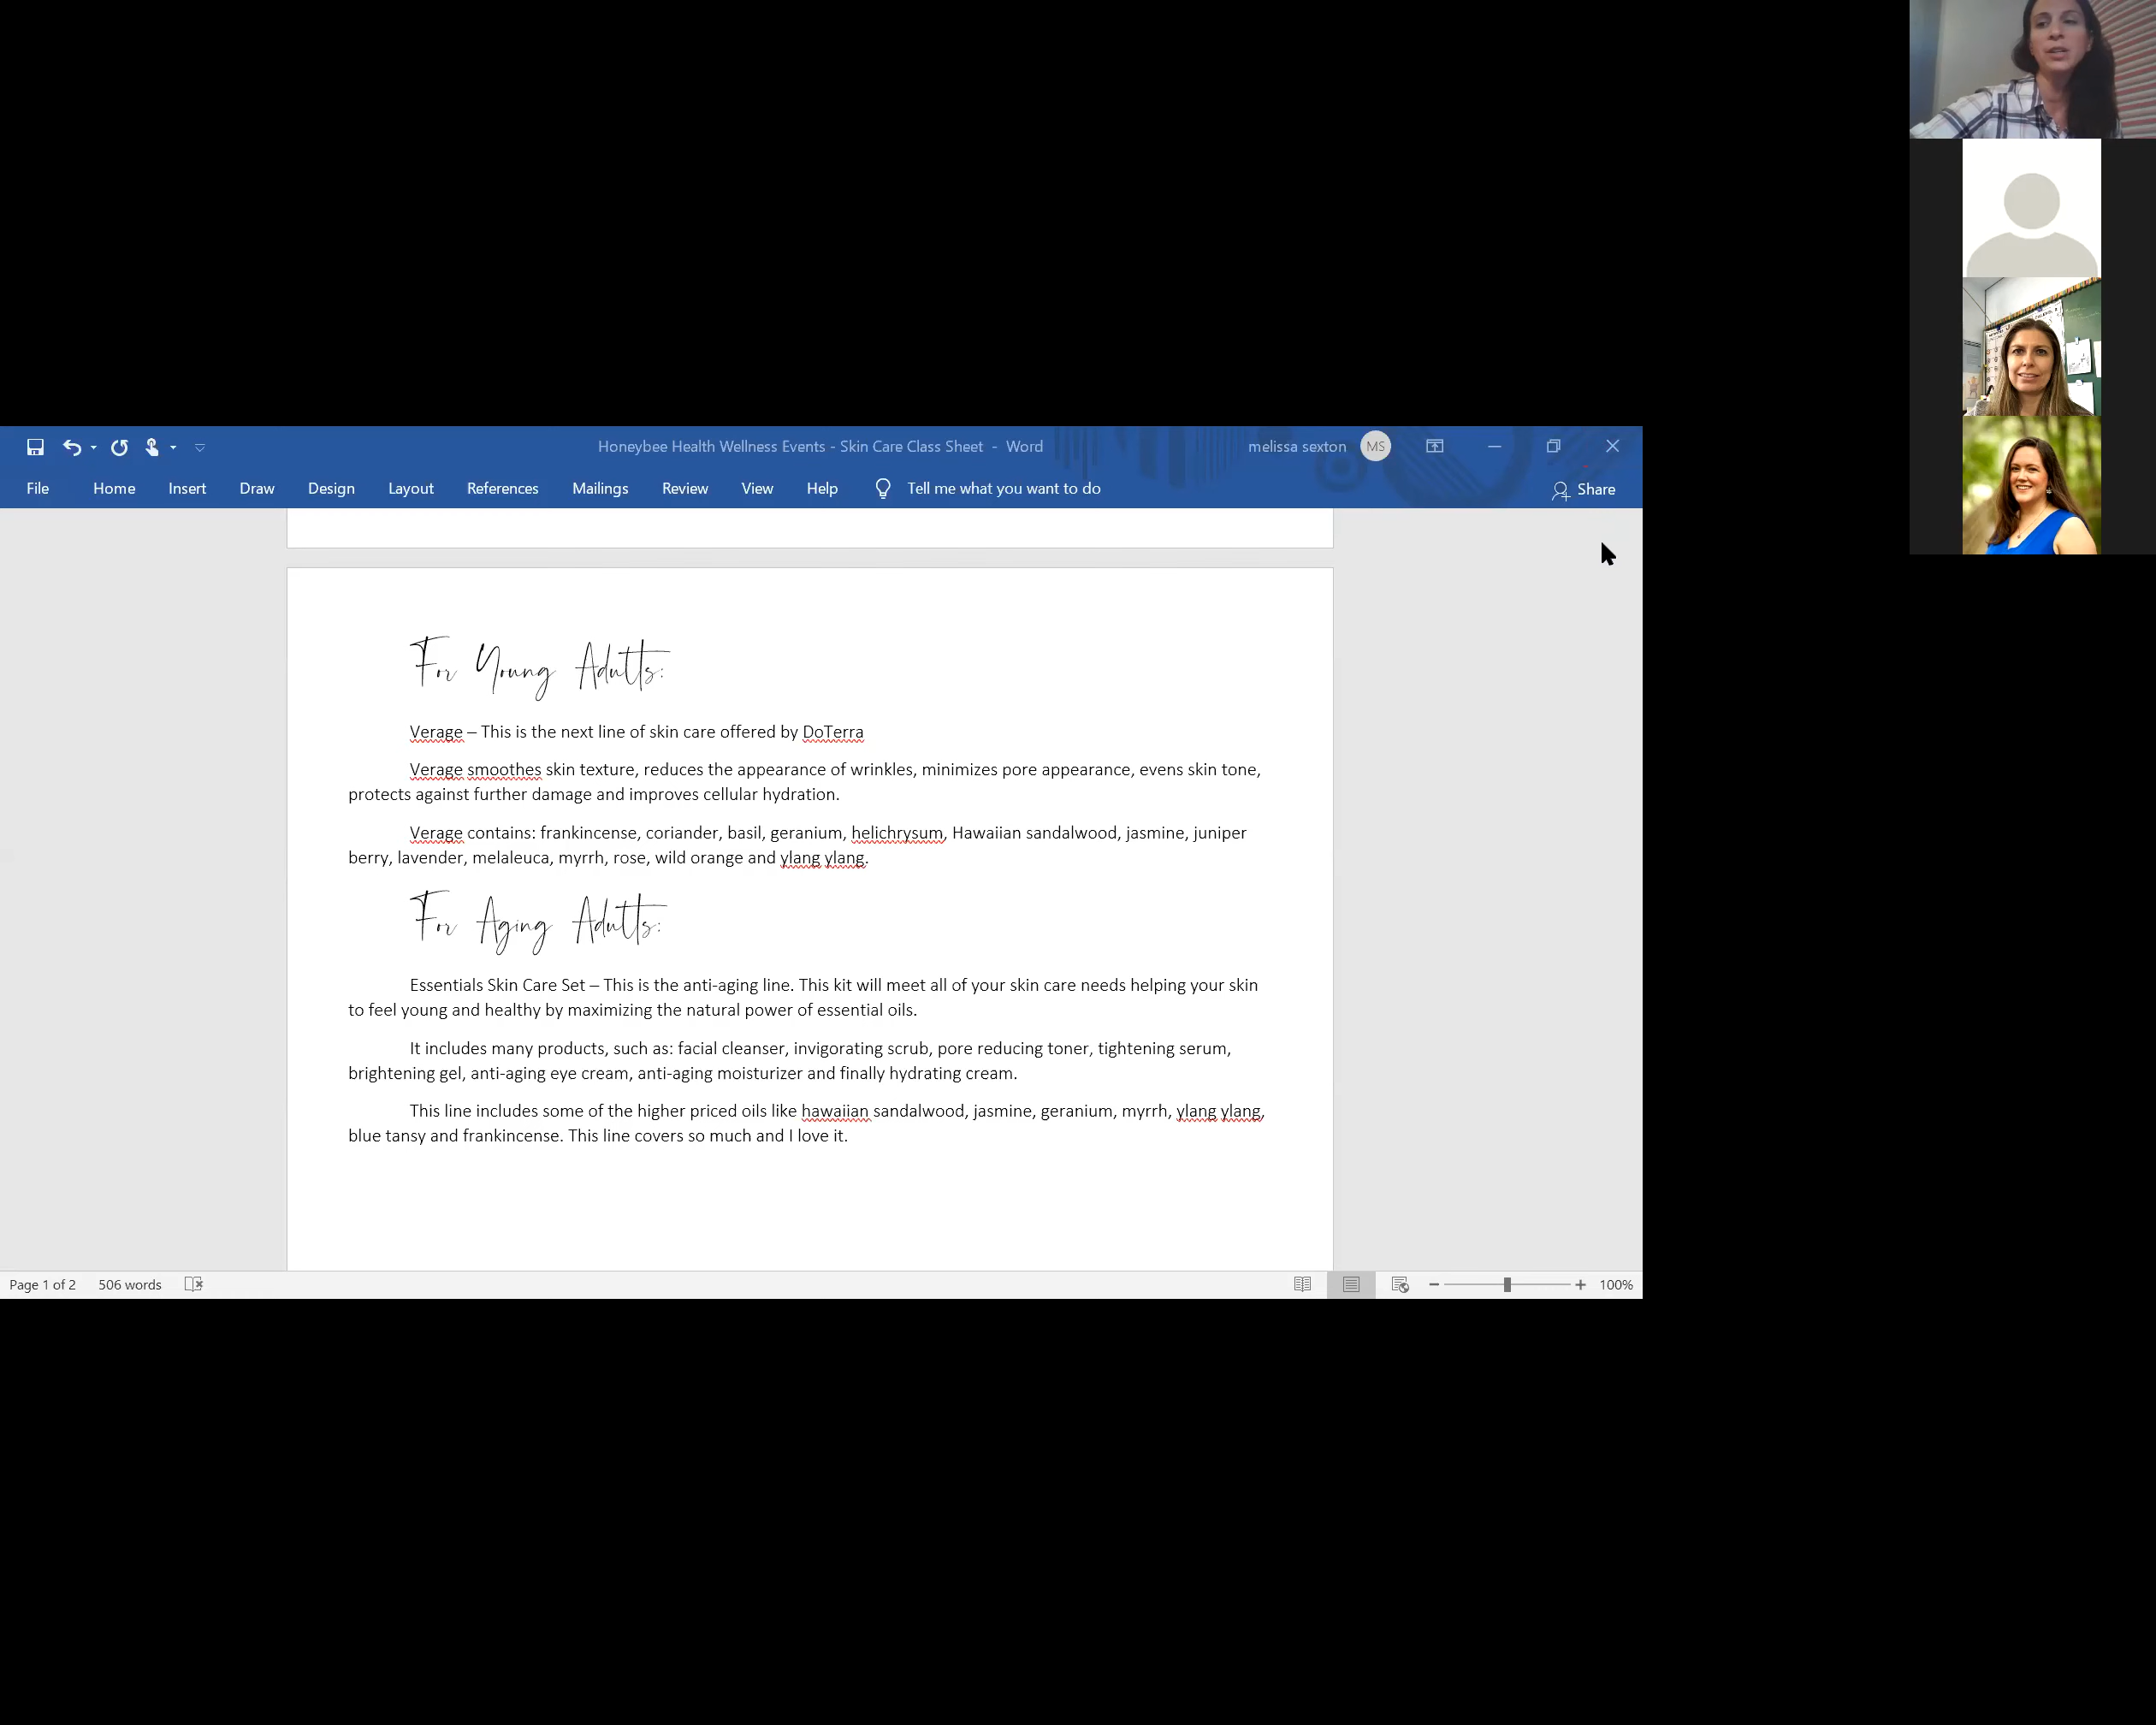 Honeybee Health Wellness Events - Skin Care Class Sheet - Word
melissa sexton MS
File Home Insert Draw Design Layout References Mailings Review View Help Tell me what you want to do Share
For Young Adults:
Verage – This is the next line of skin care offered by DoTerra
Verage smoothes skin texture, reduces the appearance of wrinkles, minimizes pore appearance, evens skin tone,
protects against further damage and improves cellular hydration.
Verage contains: frankincense, coriander, basil, geranium, helichrysum, Hawaiian sandalwood, jasmine, juniper
berry, lavender, melaleuca, myrrh, rose, wild orange and ylang ylang.
For Aging Adults:
Essentials Skin Care Set – This is the anti-aging line. This kit will meet all of your skin care needs helping your skin
to feel young and healthy by maximizing the natural power of essential oils.
It includes many products, such as: facial cleanser, invigorating scrub, pore reducing toner, tightening serum,
brightening gel, anti-aging eye cream, anti-aging moisturizer and finally hydrating cream.
This line includes some of the higher priced oils like hawaiian sandalwood, jasmine, geranium, myrrh, ylang ylang,
blue tansy and frankincense. This line covers so much and I love it.
Page 1 of 2 506 words 100%